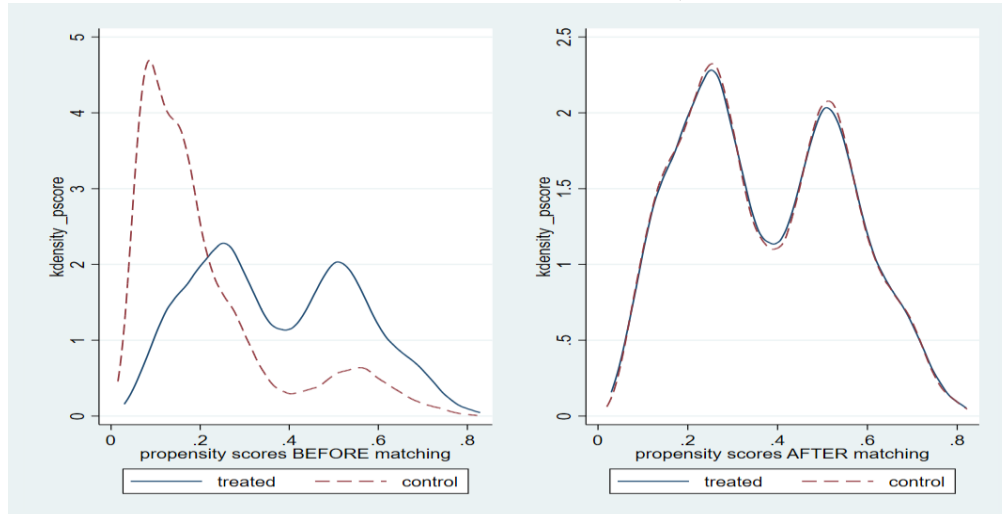 5
4
3
2
1
0
kdensity _pscore
0 .2 .4 .6 .8
propensity scores BEFORE matching
treated control
2.5
2
1.5
1
.5
0
kdensity _pscore
0 .2 .4 .6 .8
propensity scores AFTER matching
treated control